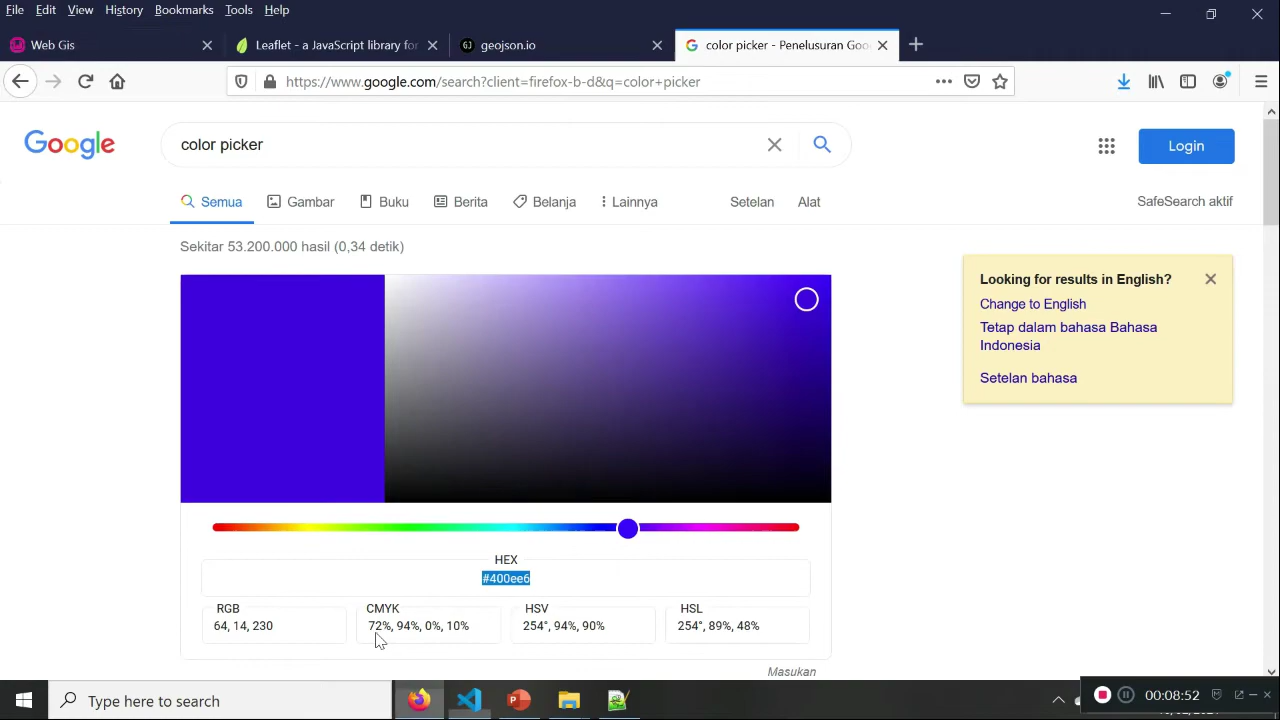 File Edit View History Bookmarks Tools Help
Web Gis
Leaflet - a JavaScript library for
GJ geojson.io
G color picker - Penelusuran Goo
https://www.google.com/search?client=firefox-b-d&q=color+picker
Google
color picker
Login
Semua Gambar Buku Berita Belanja Lainnya Setelan Alat
SafeSearch aktif
Sekitar 53.200.000 hasil (0,34 detik)
Looking for results in English?
Change to English
Tetap dalam bahasa Bahasa
Indonesia
Setelan bahasa
HEX
#400ee6
RGB CMYK HSV HSL
64, 14, 230 72%, 94%, 0%, 10% 254°, 94%, 90% 254°, 89%, 48%
Masukan
Type here to search
00:08:52